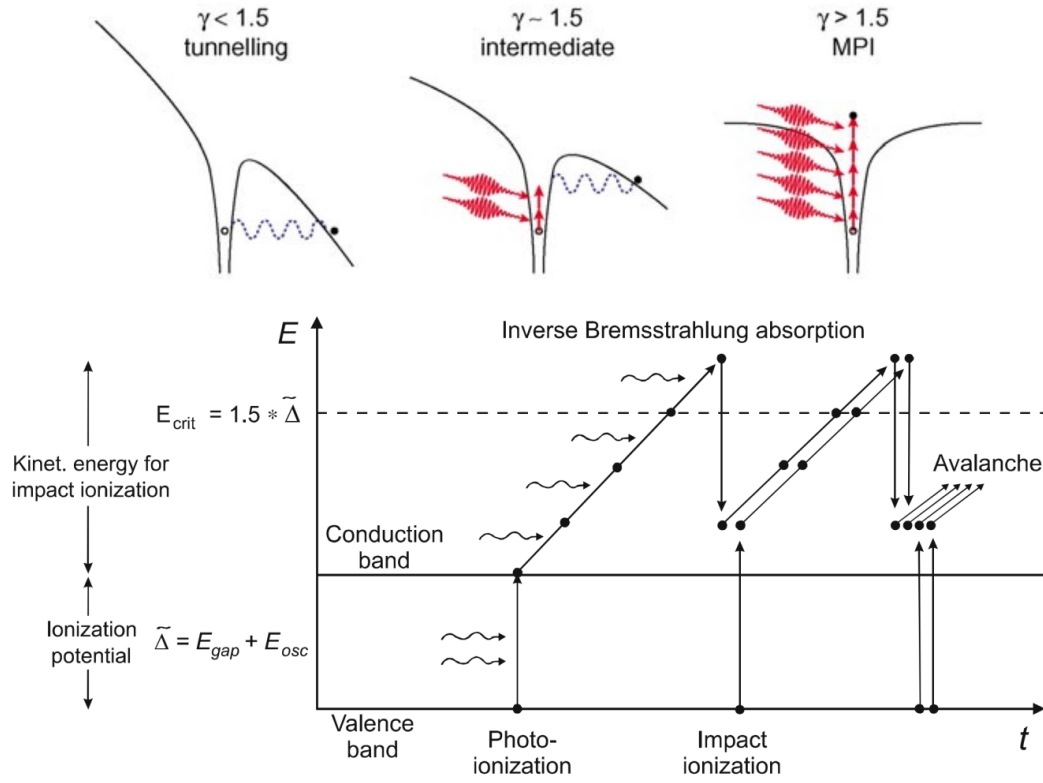 γ < 1.5
tunnelling
γ ~ 1.5
intermediate
γ > 1.5
MPI
E
Inverse Bremsstrahlung absorption
E_crit = 1.5 * Δ̃
Kinet. energy for
impact ionization
Avalanche
Conduction
band
Ionization
potential
Δ̃ = E_gap + E_osc
Valence
band
Photo-
ionization
Impact
ionization
t